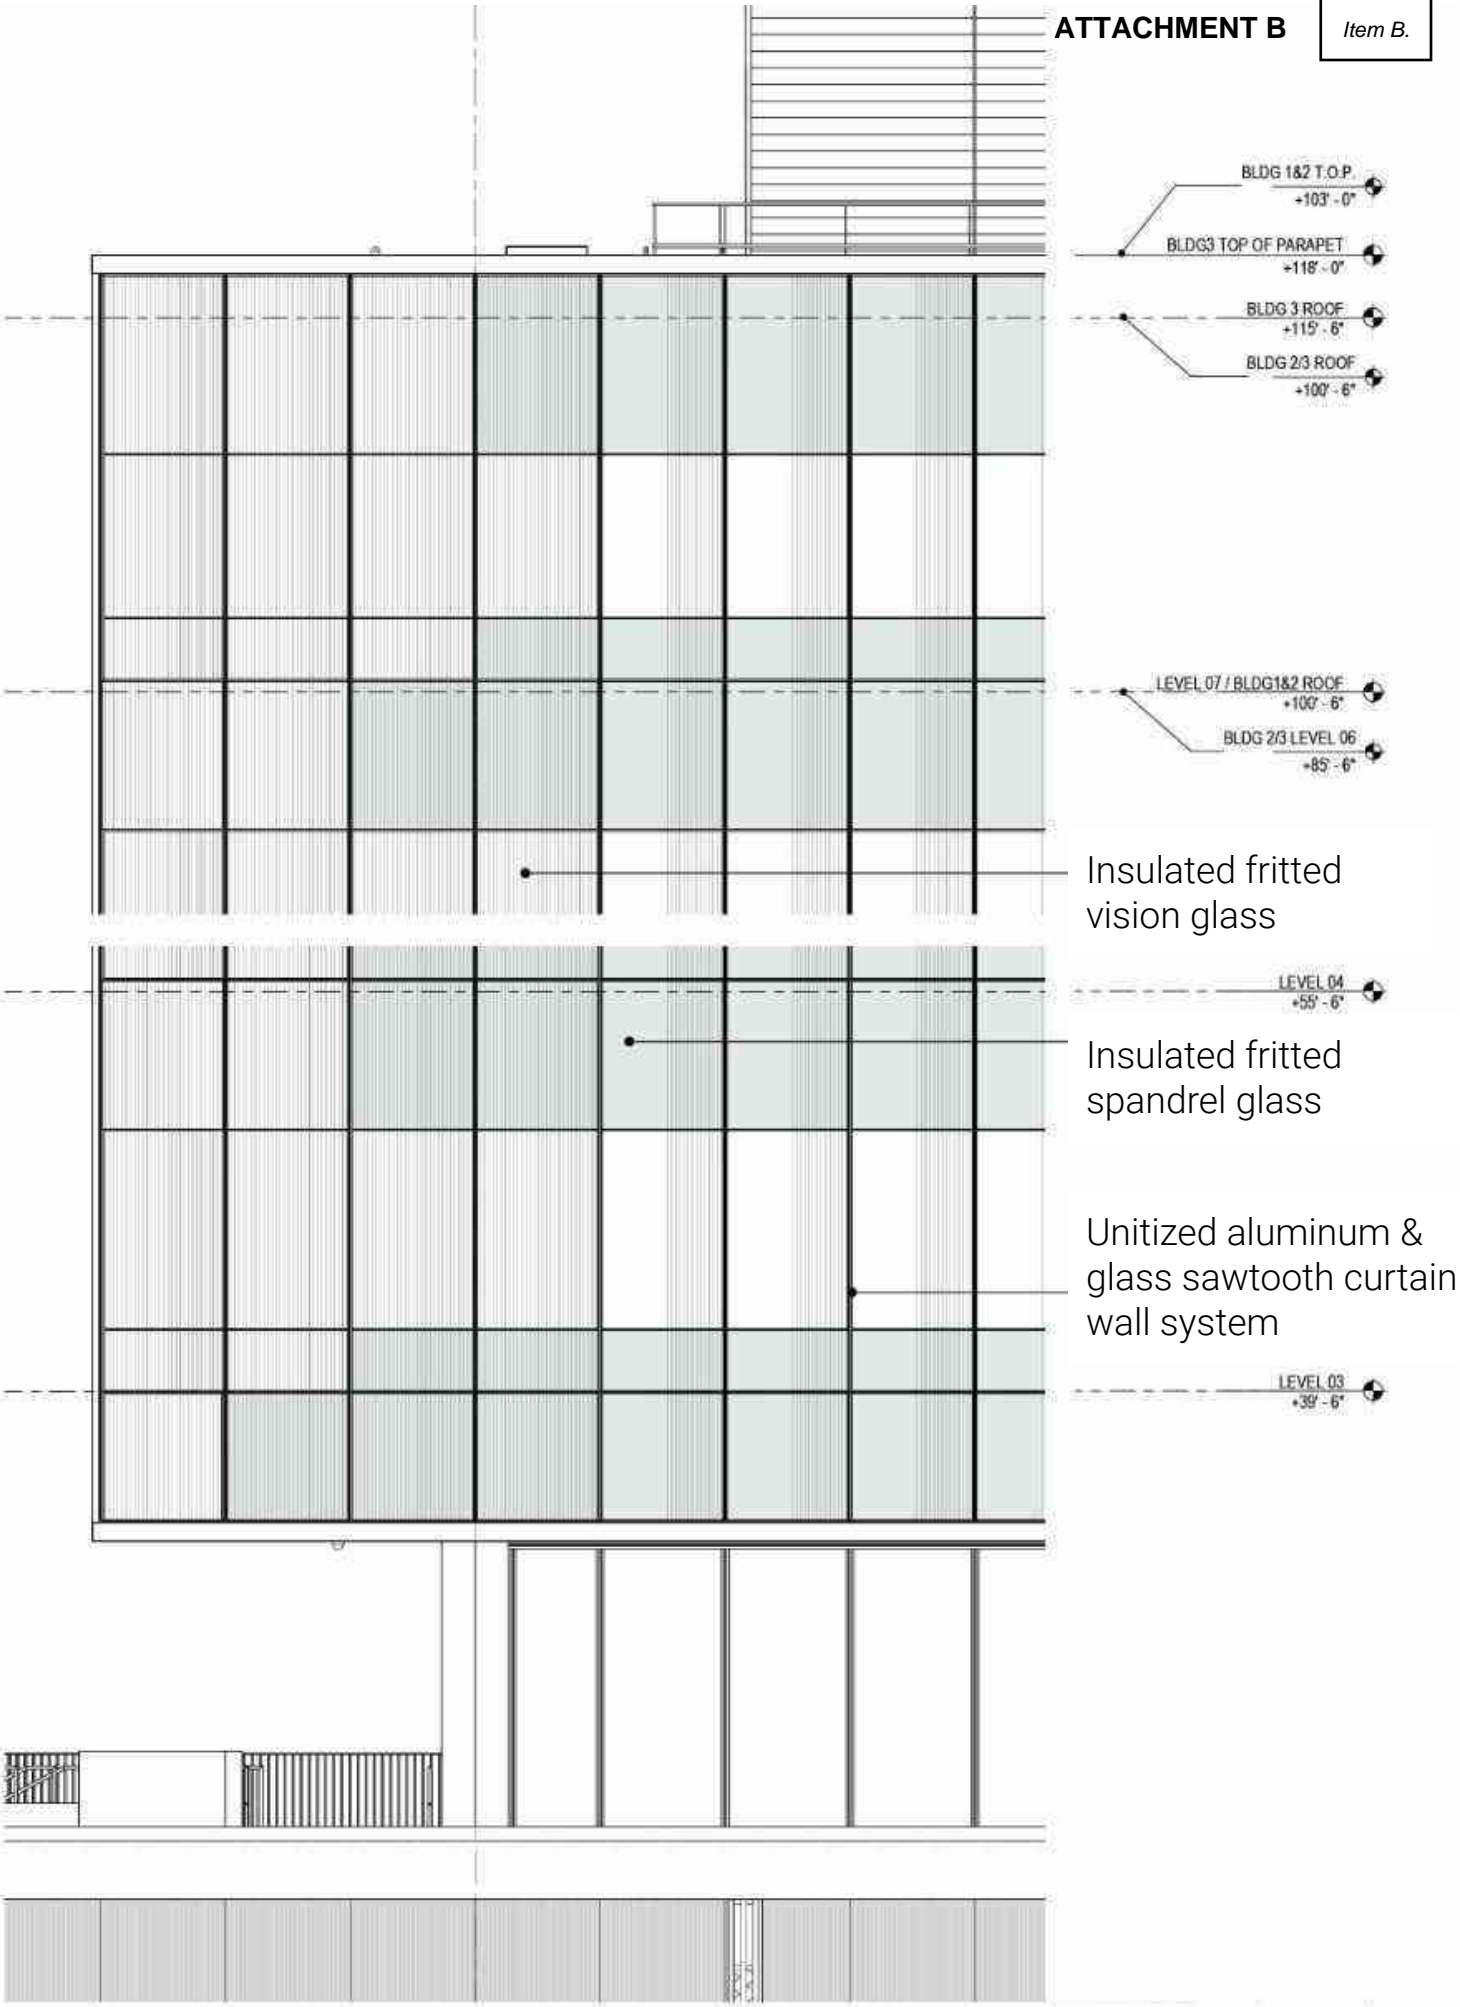 ATTACHMENT B
Item B.
BLDG 1&2 T.O.P.
+103' - 0"
BLDG3 TOP OF PARAPET
+118' - 0"
BLDG 3 ROOF
+115' - 6"
BLDG 2/3 ROOF
+100' - 6"
LEVEL 07 / BLDG1&2 ROOF
+100' - 6"
BLDG 2/3 LEVEL 06
+85' - 6"
Insulated fritted
vision glass
LEVEL 04
+55' - 6"
Insulated fritted
spandrel glass
Unitized aluminum &
glass sawtooth curtain
wall system
LEVEL 03
+39' - 6"